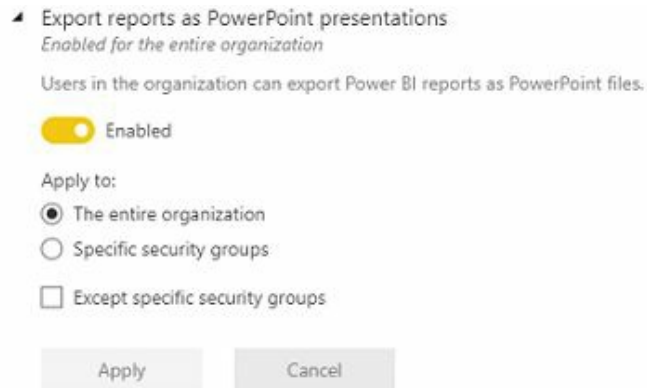 Export reports as PowerPoint presentations
Enabled for the entire organization
Users in the organization can export Power BI reports as PowerPoint files.
Enabled
Apply to:
The entire organization
Specific security groups
Except specific security groups
Apply Cancel